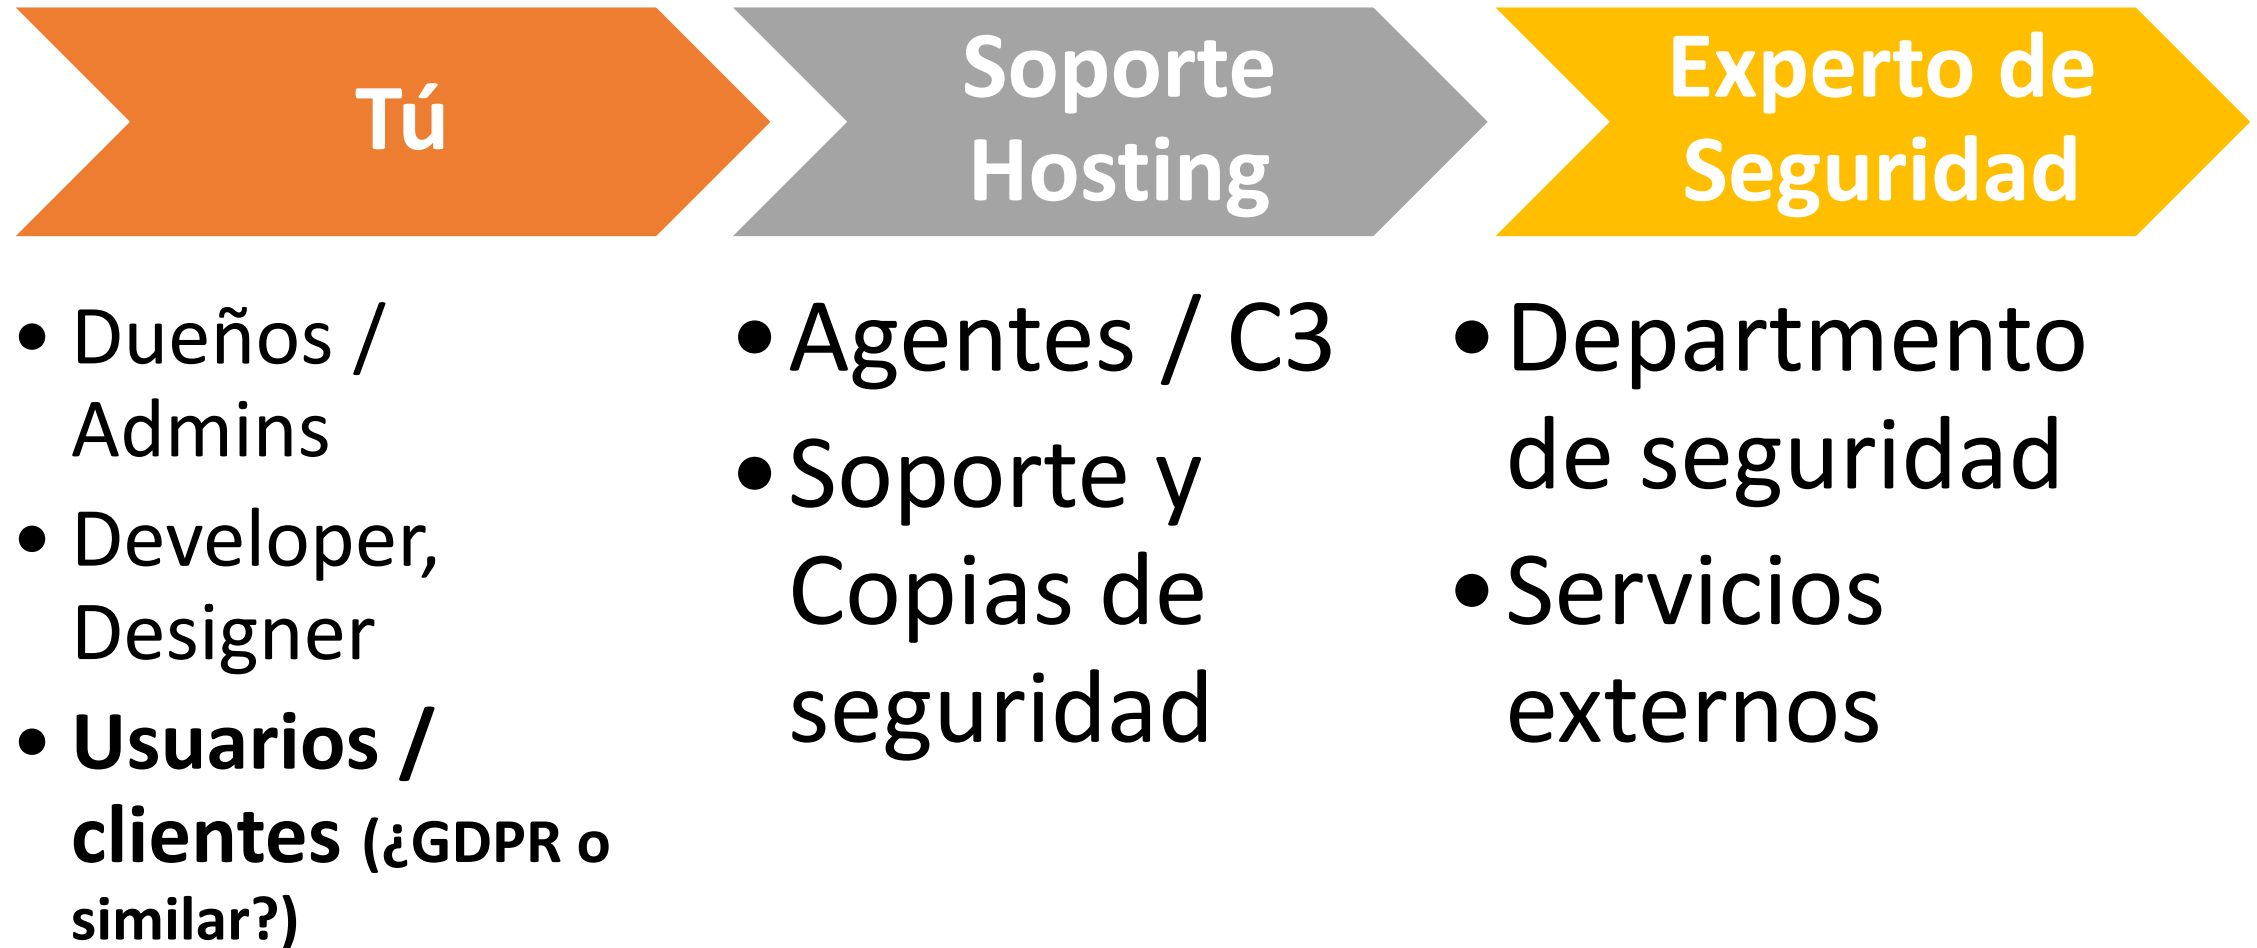 Tú
• Dueños /
Admins
• Developer,
Designer
• Usuarios /
clientes (¿GDPR o
similar?)
Soporte
Hosting
• Agentes / C3
• Soporte y
Copias de
seguridad
Experto de
Seguridad
• Departmento
de seguridad
• Servicios
externos